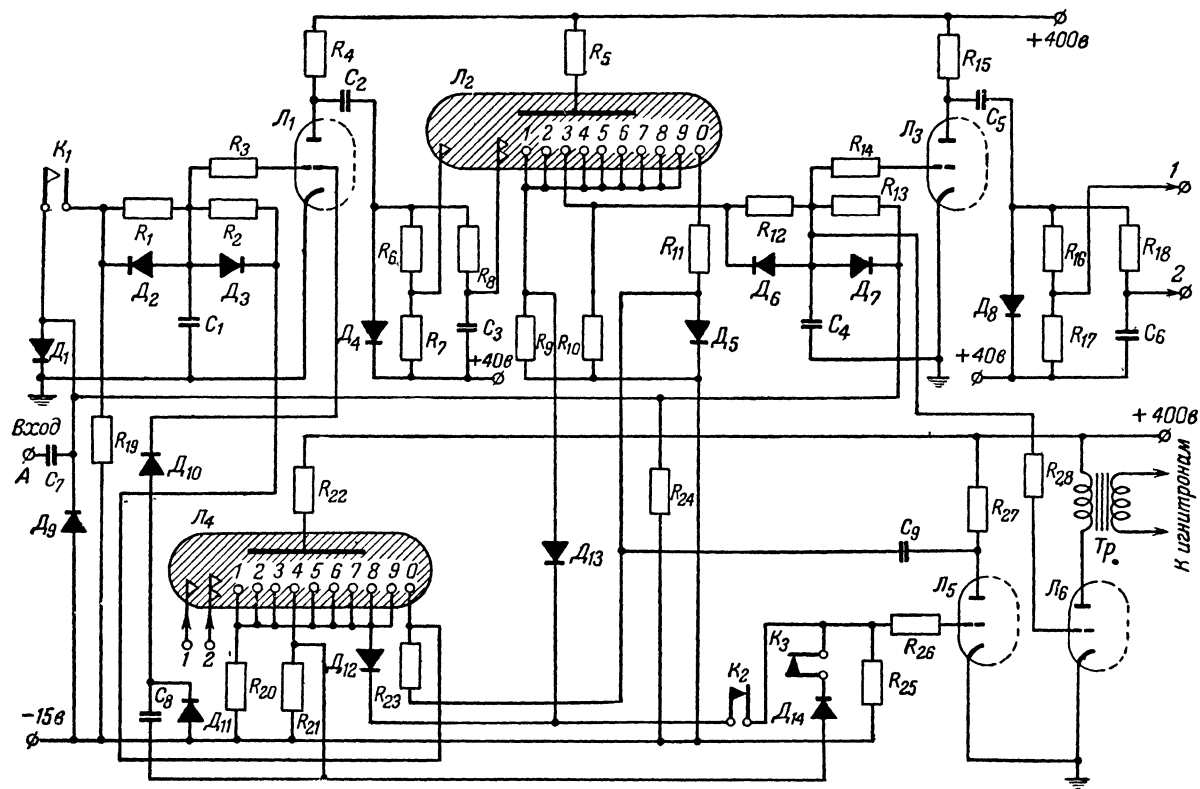 +400в
R4
R5
R15
C2
Л2
C5
Л1
Л3
K1
R3
1 2 3 4 5 6 7 8 9 0
R14
R13
1
R1
R2
R6
R8
R12
R11
R16
R18
Д2
Д3
Д6
Д7
2
C1
Д4
R7
C3
C4
Д8
R17
C6
Д1
R9
R10
Д5
+40в
+40в
Вход
А
C7
R19
Д10
R22
R24
R28
+400в
К игнитронам
Д9
Л4
R27
C9
Тр.
Д13
1 2 3 4 5 6 7 8 9 0
Л5
Л6
1
2
Д12
K3
R26
C8
R20
R21
R23
K2
R25
-15в
Д11
Д14